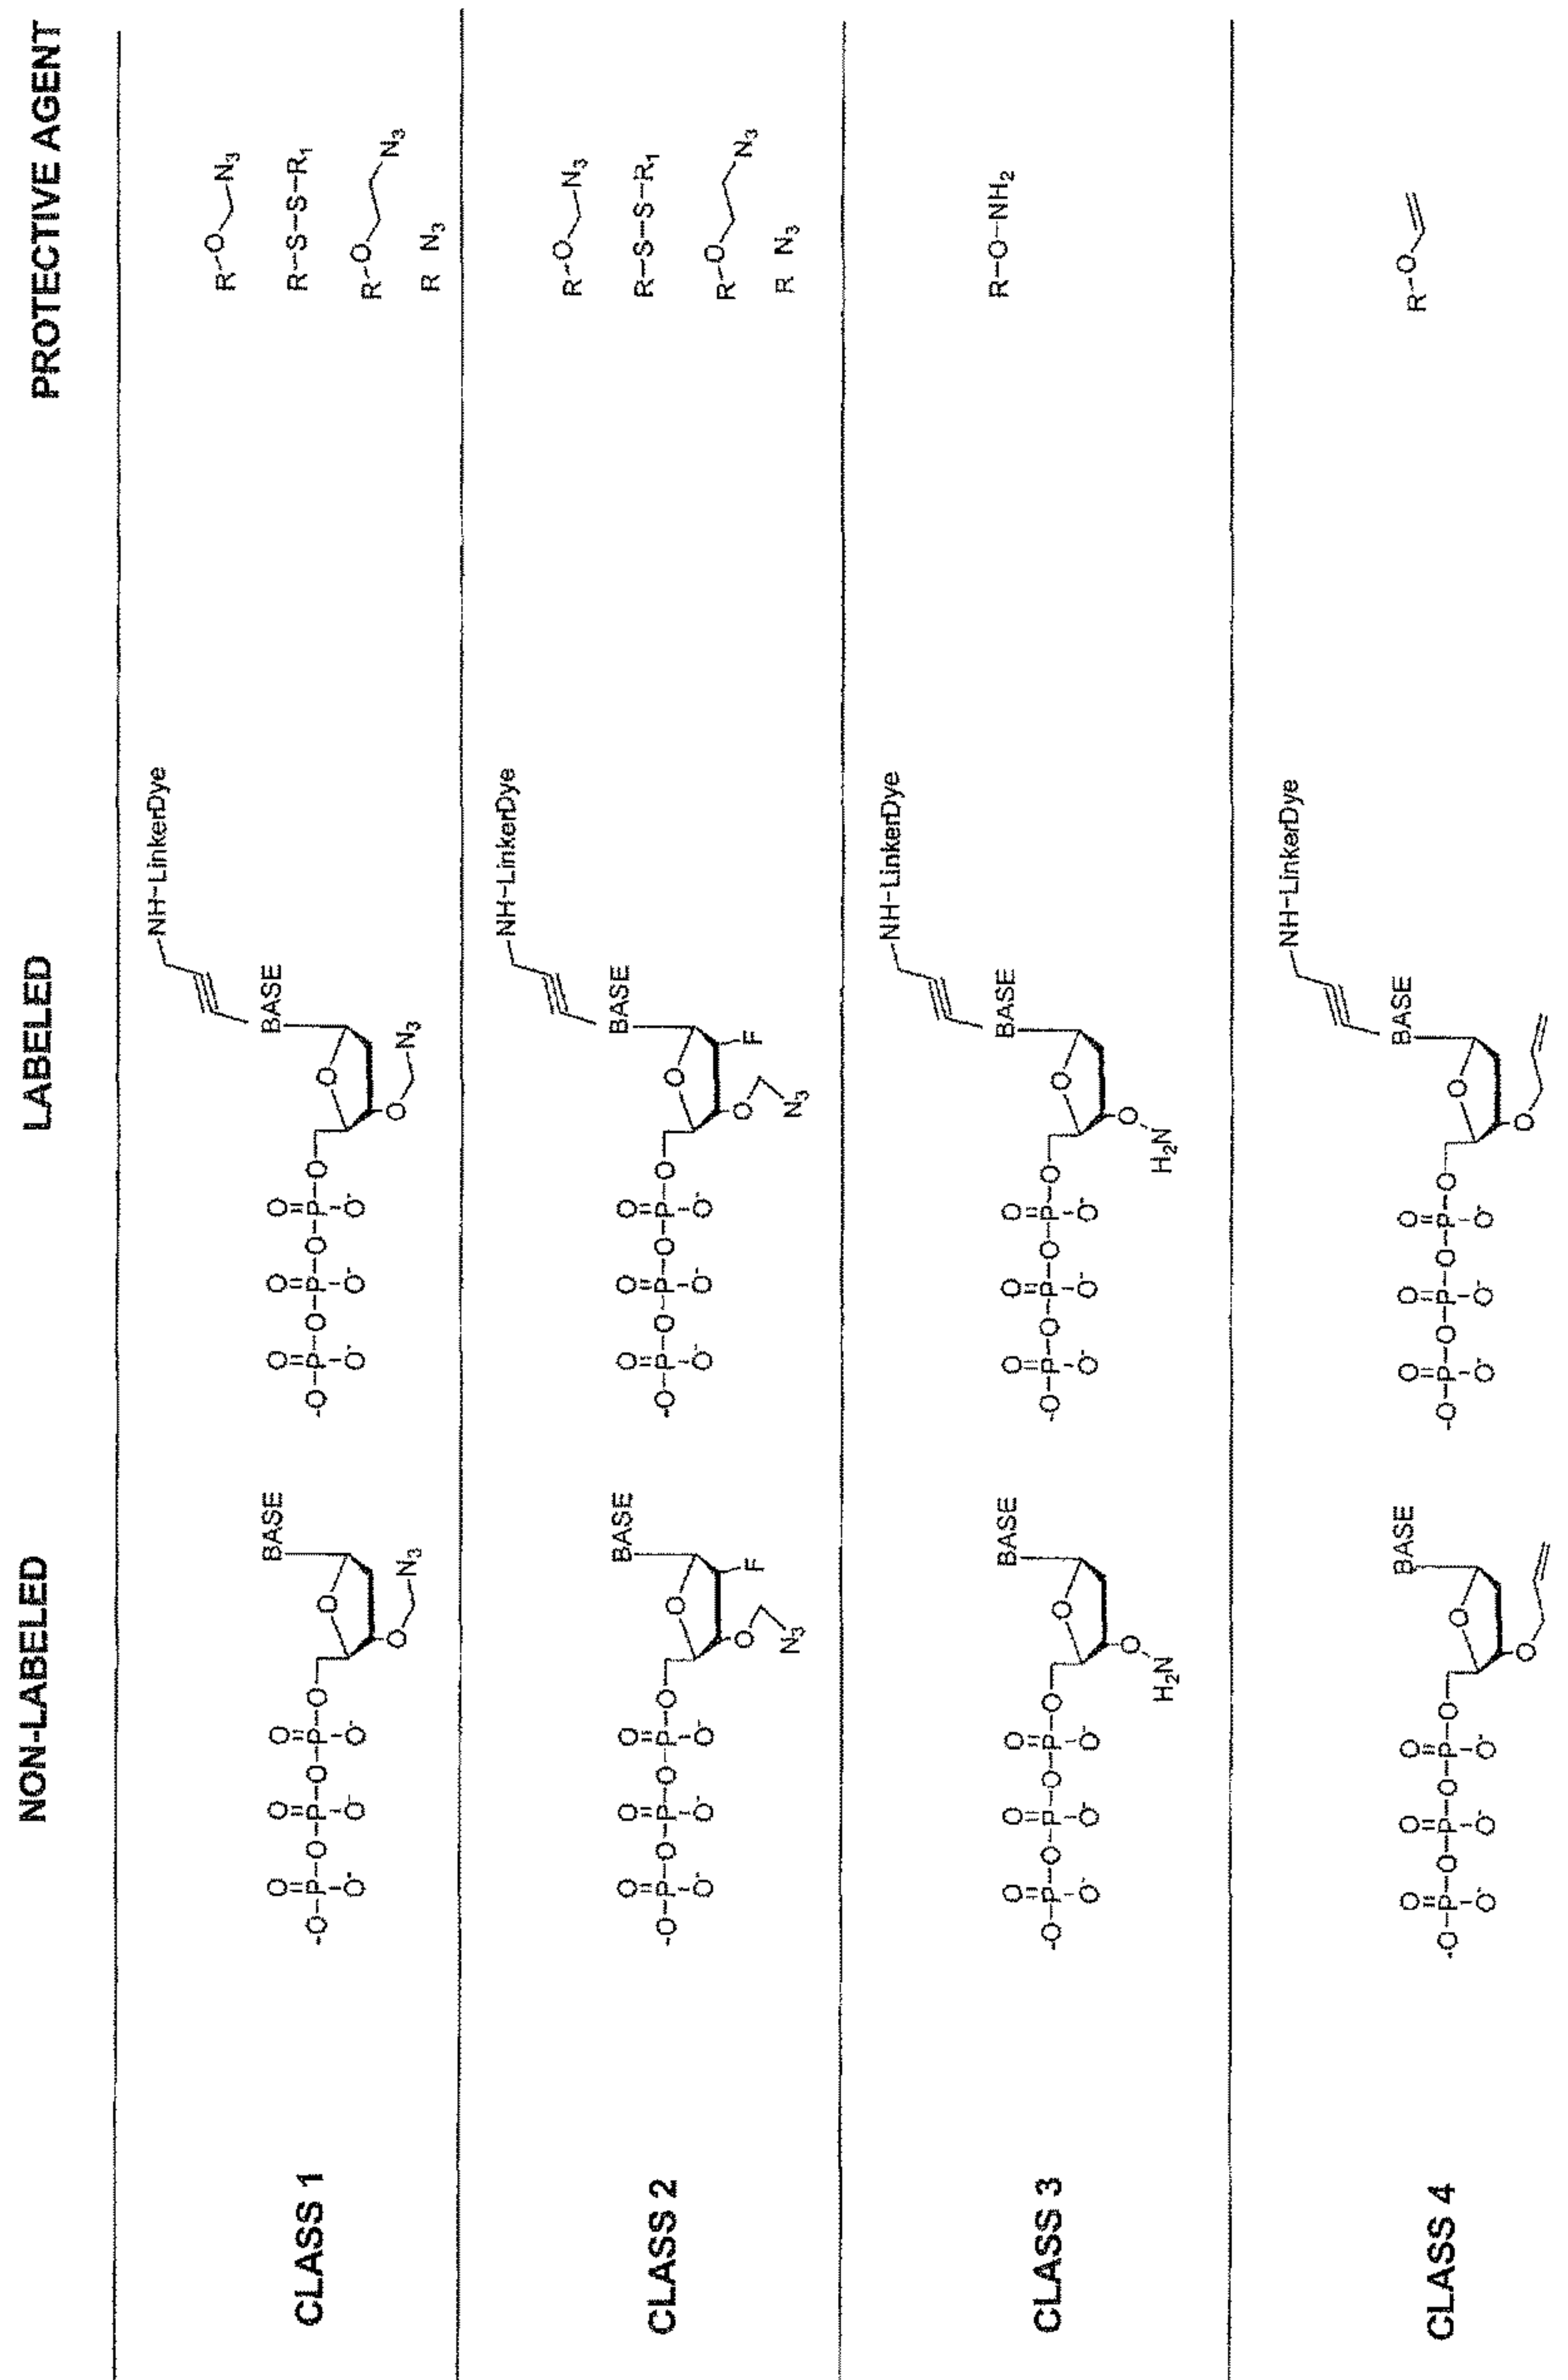 NON-LABELED LABELED PROTECTIVE AGENT
CLASS 1
-O-P-O-P-O-P-O
O O O
O- O- O-
O
BASE
O N3
-O-P-O-P-O-P-O
O O O
O- O- O-
O
BASE
NH-LinkerDye
O N3
R-O N3
R-S-S-R1
R-O N3
R N3
CLASS 2
-O-P-O-P-O-P-O
O O O
O- O- O-
O
BASE
F
O N3
-O-P-O-P-O-P-O
O O O
O- O- O-
O
BASE
NH-LinkerDye
F
O N3
R-O N3
R-S-S-R1
R-O N3
R N3
CLASS 3
-O-P-O-P-O-P-O
O O O
O- O- O-
O
BASE
O
H2N
-O-P-O-P-O-P-O
O O O
O- O- O-
O
BASE
NH-LinkerDye
O
H2N
R-O-NH2
CLASS 4
-O-P-O-P-O-P-O
O O O
O- O- O-
O
BASE
O
-O-P-O-P-O-P-O
O O O
O- O- O-
O
BASE
NH-LinkerDye
O
R-O